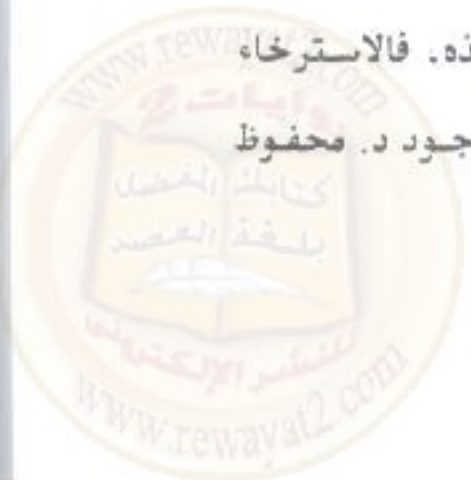 ذه. فالاسترخاء
جود د. محفوظ
www.rewayat2.com
روايات 2
كتابك المفضل
بلغة العصر
للنشر الإلكتروني
www.rewayat2.com